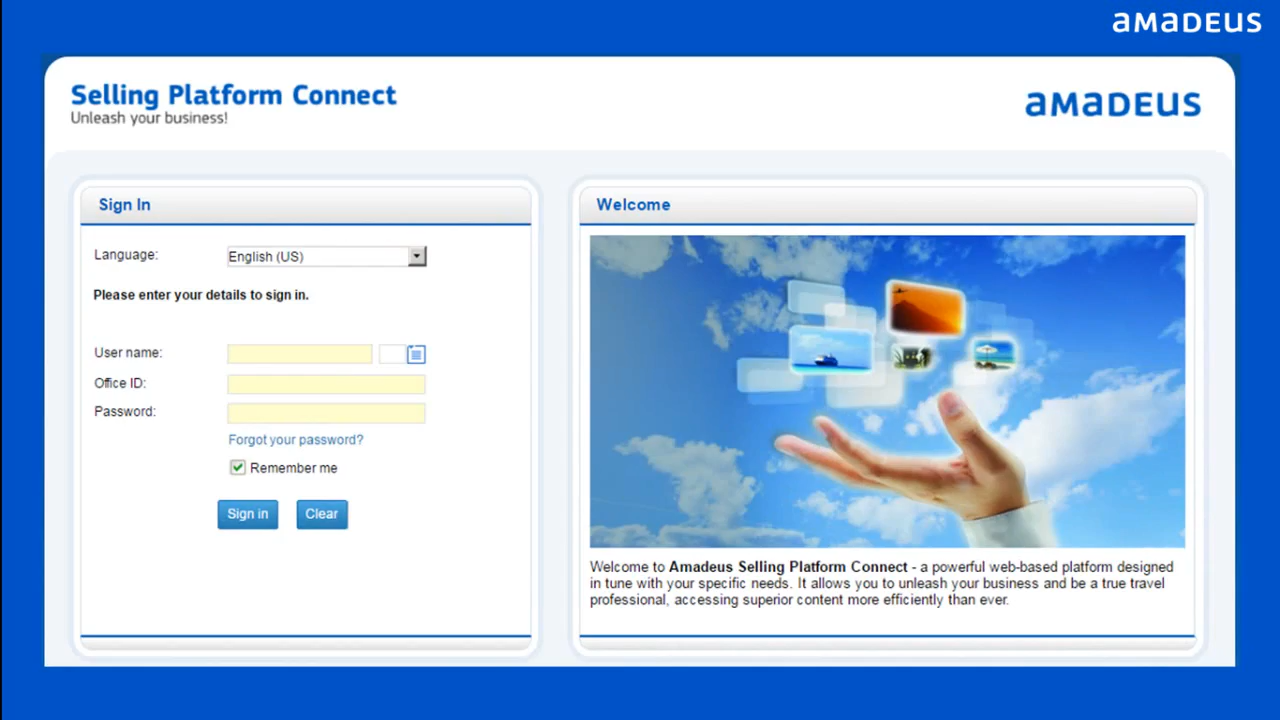 aMaDEUS
Selling Platform Connect
Unleash your business!
aMaDEUS
Sign In
Language:
English (US)
Please enter your details to sign in.
User name:
Office ID:
Password:
Forgot your password?
Remember me
Sign in
Clear
Welcome
Welcome to Amadeus Selling Platform Connect - a powerful web-based platform designed
in tune with your specific needs. It allows you to unleash your business and be a true travel
professional, accessing superior content more efficiently than ever.